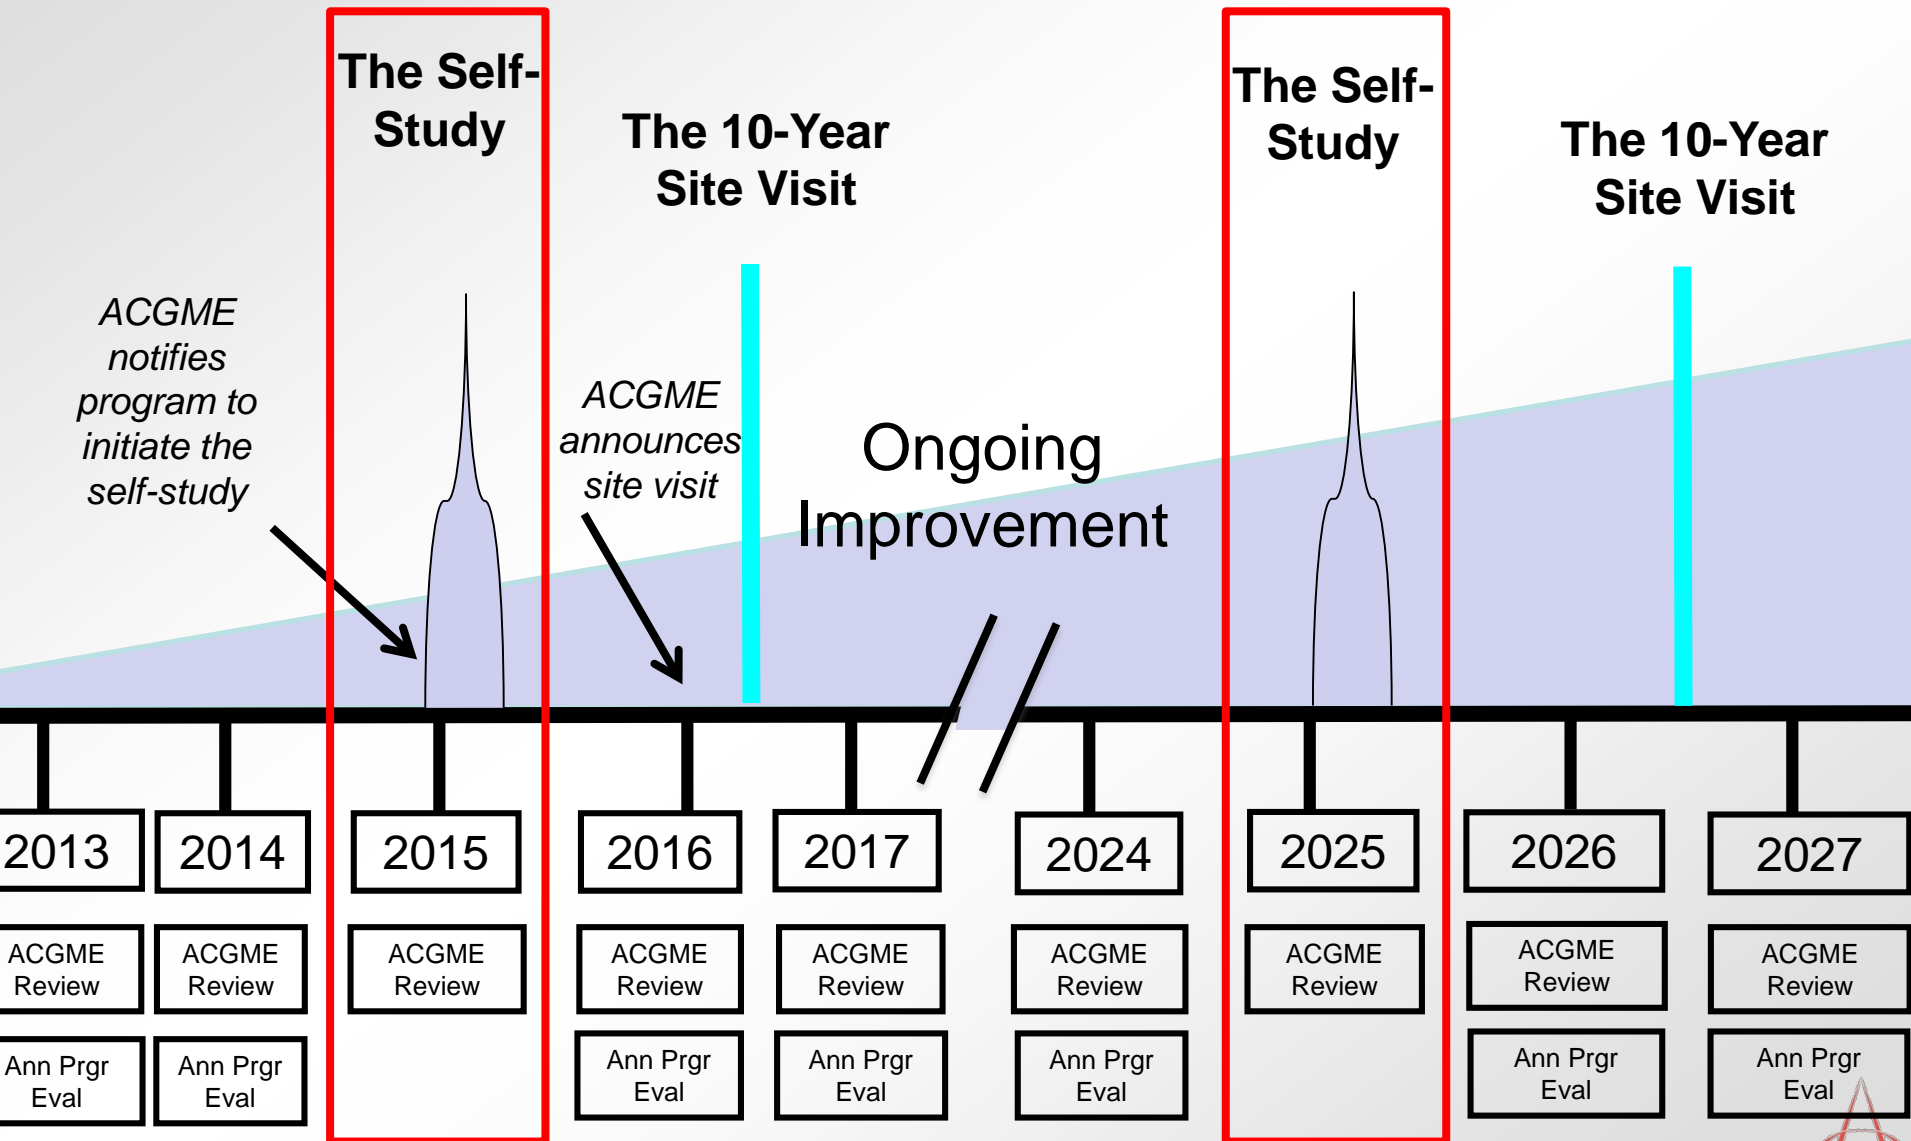 The Self-
Study
The 10-Year
Site Visit
The Self-
Study
The 10-Year
Site Visit
ACGME
notifies
program to
initiate the
self-study
ACGME
announces
site visit
Ongoing
Improvement
2013
2014
2015
2016
2017
2024
2025
2026
2027
ACGME
Review
ACGME
Review
ACGME
Review
ACGME
Review
ACGME
Review
ACGME
Review
ACGME
Review
ACGME
Review
ACGME
Review
Ann Prgr
Eval
Ann Prgr
Eval
Ann Prgr
Eval
Ann Prgr
Eval
Ann Prgr
Eval
Ann Prgr
Eval
Ann Prgr
Eval